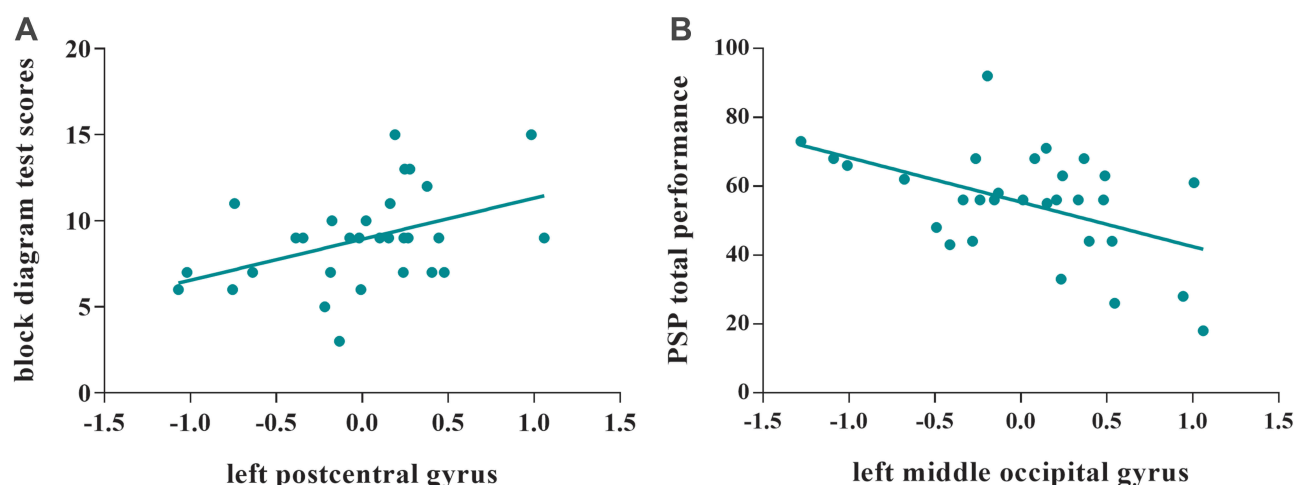 A
block diagram test scores
20
15
10
5
0
-1.5 -1.0 -0.5 0.0 0.5 1.0 1.5
left postcentral gyrus
B
PSP total performance
100
80
60
40
20
0
-1.5 -1.0 -0.5 0.0 0.5 1.0 1.5
left middle occipital gyrus